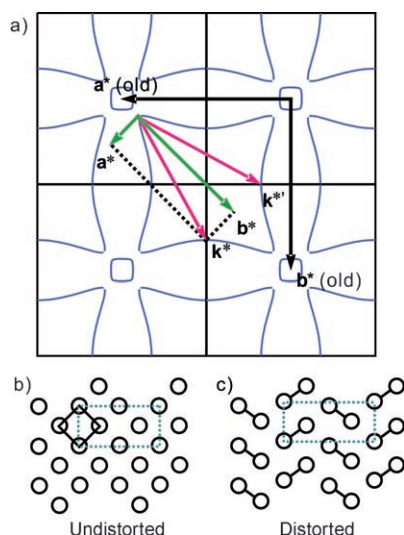 a)
a* (old)
a*
k*'
b*
k*
b* (old)
b)
c)
Undistorted
Distorted